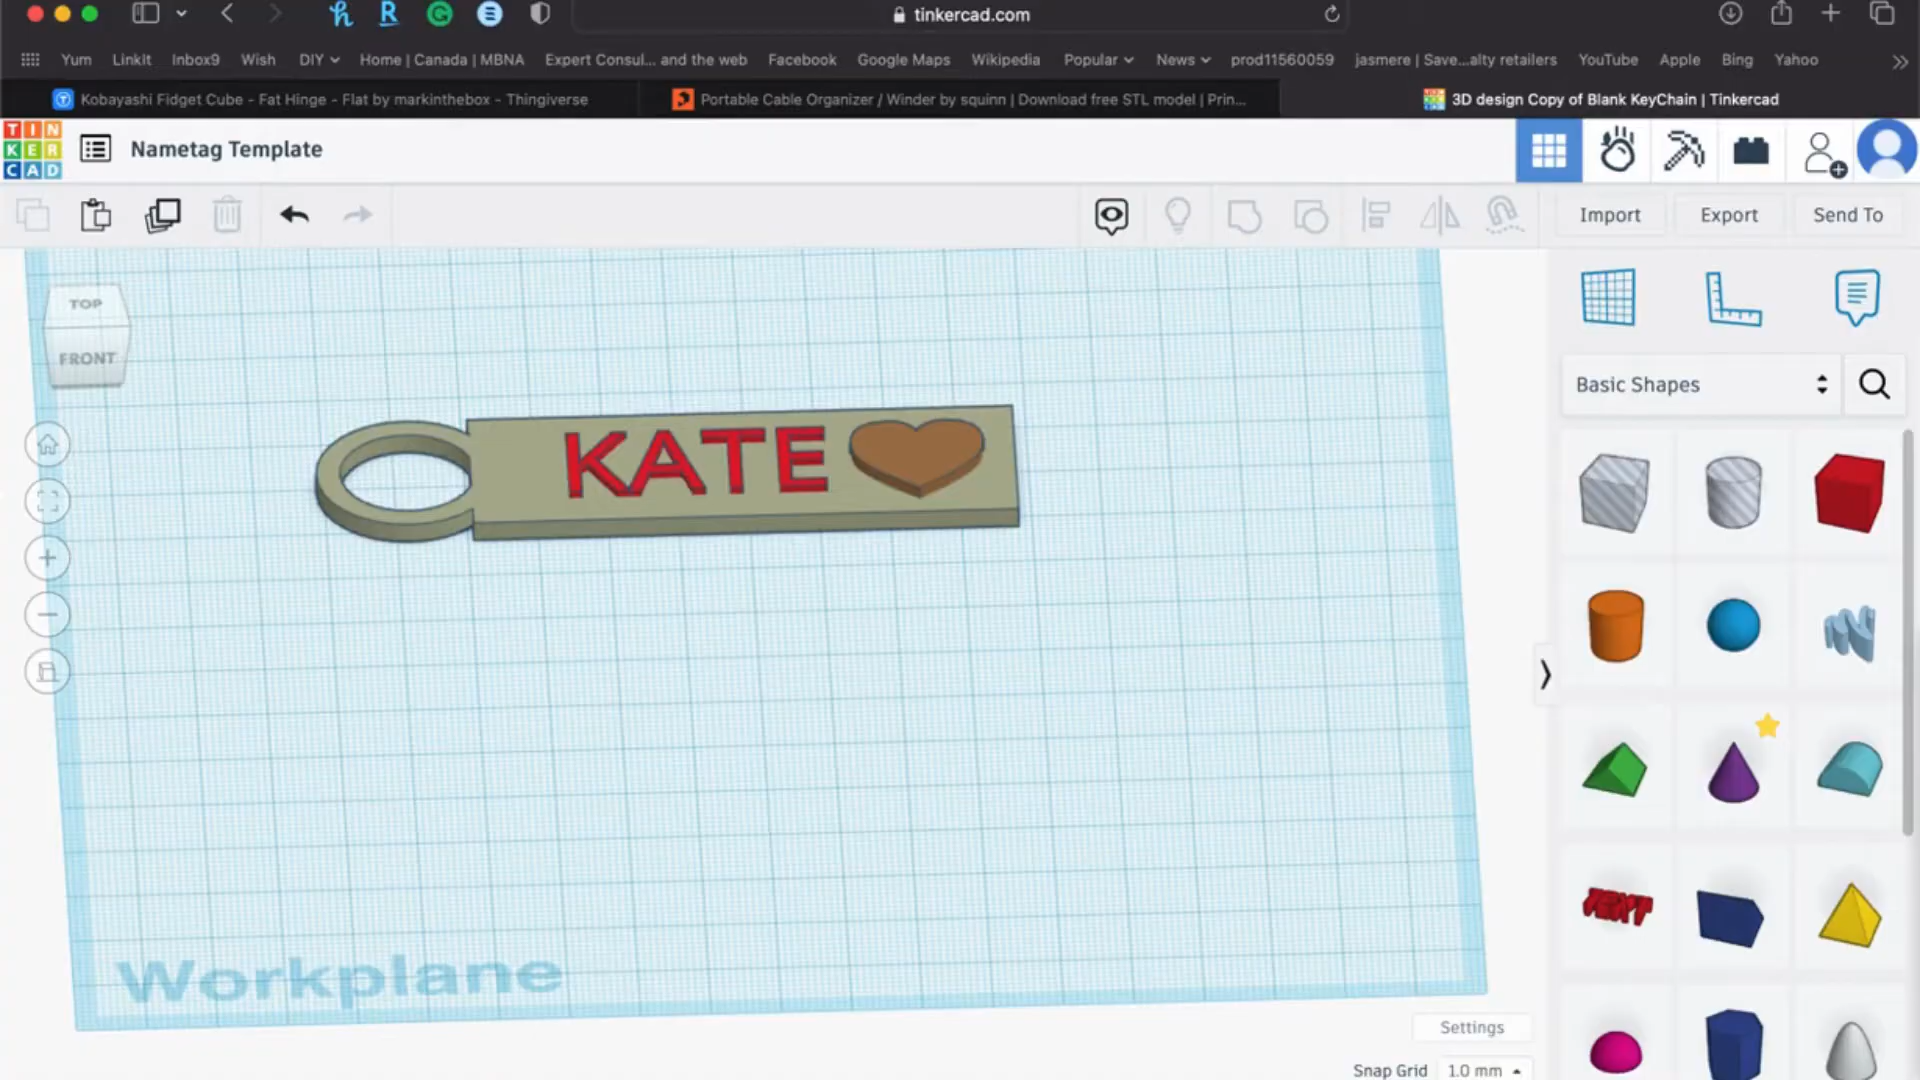 tinkercad.com
Yum LinkIt Inbox9 Wish DIY Home | Canada | MBNA Expert Consul... and the web Facebook Google Maps Wikipedia Popular News prod11560059 jasmere | Save...alty retailers YouTube Apple Bing Yahoo
Kobayashi Fidget Cube - Fat Hinge - Flat by markinthebox - Thingiverse Portable Cable Organizer / Winder by squinn | Download free STL model | Prin... 3D design Copy of Blank KeyChain | Tinkercad
TIN
KER
CAD
Nametag Template
Import Export Send To
TOP
FRONT
Basic Shapes
KATE
TEXT
Workplane
Settings
Snap Grid 1.0 mm